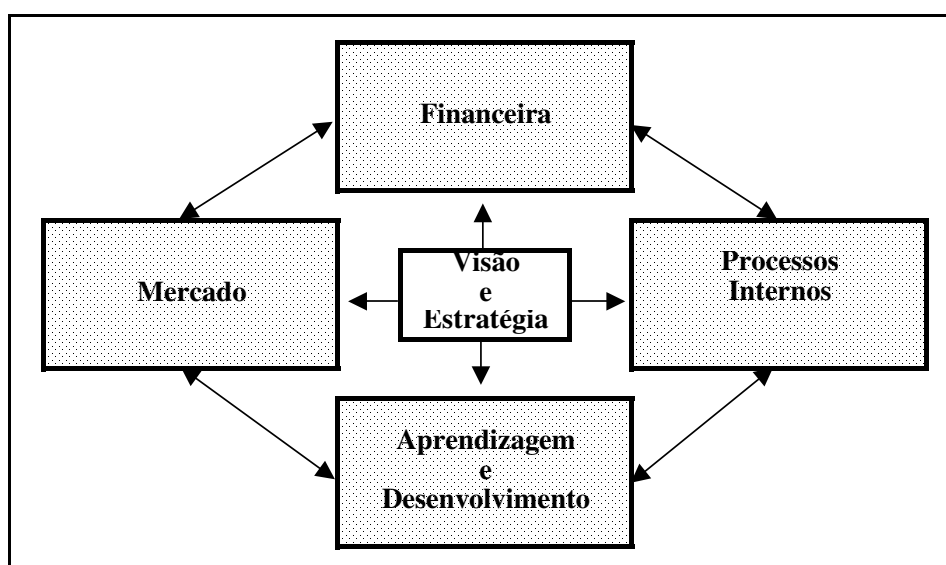 Financeira
Mercado
Visão
e
Estratégia
Processos
Internos
Aprendizagem
e
Desenvolvimento